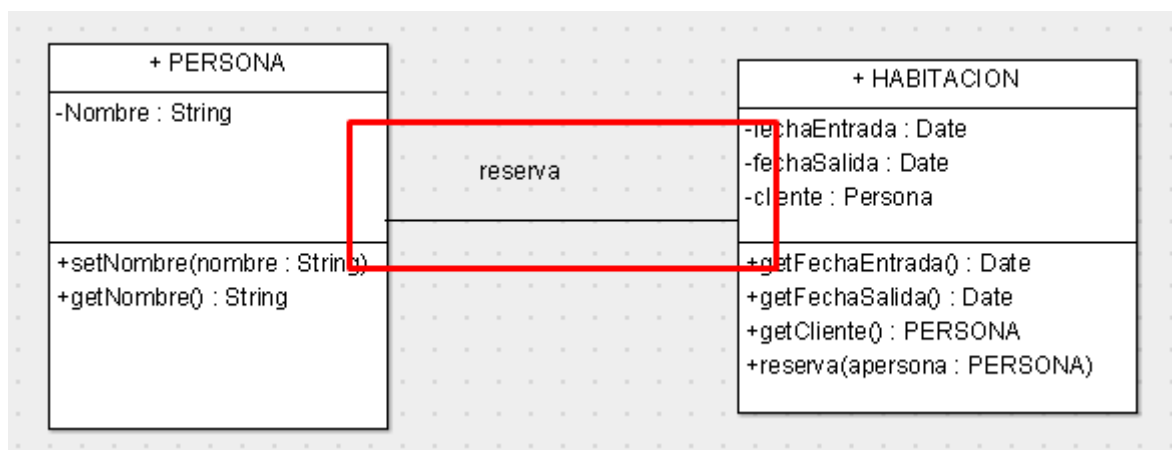 + PERSONA
-Nombre : String
+setNombre(nombre : String)
+getNombre() : String
reserva
+ HABITACION
-fechaEntrada : Date
-fechaSalida : Date
-cliente : Persona
+getFechaEntrada() : Date
+getFechaSalida() : Date
+getCliente() : PERSONA
+reserva(apersona : PERSONA)